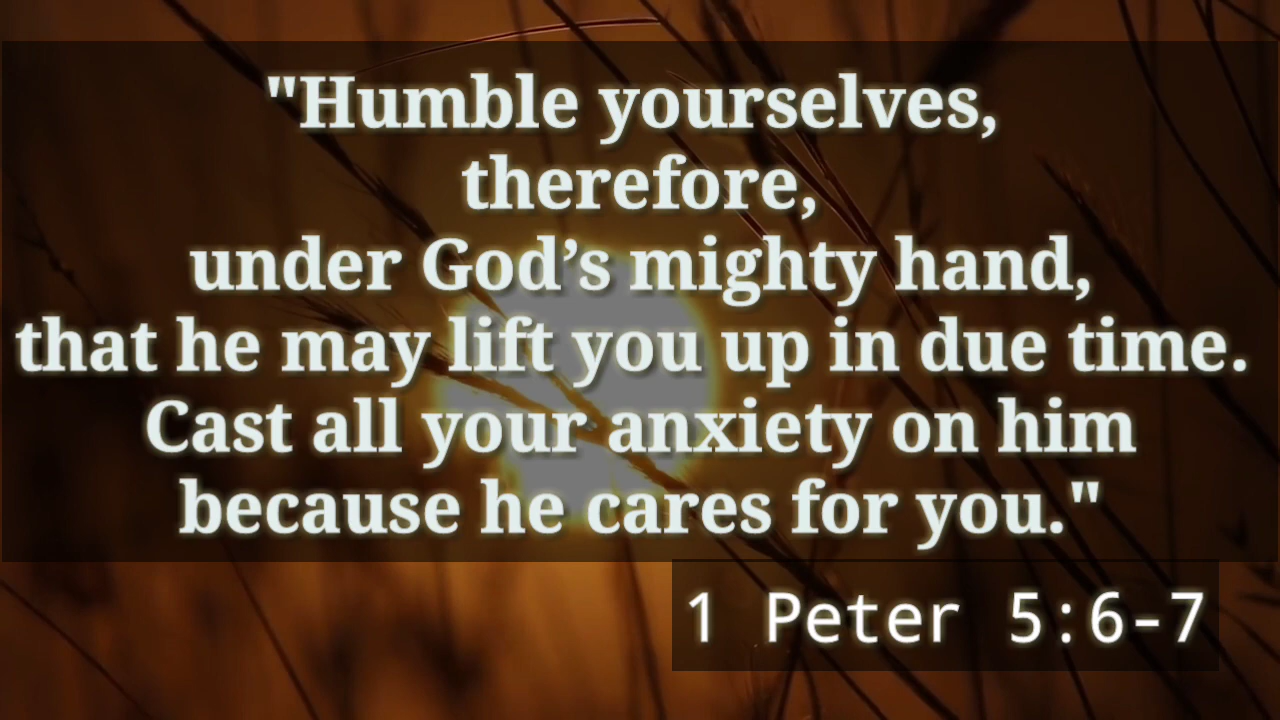 "Humble yourselves,
therefore,
under God’s mighty hand,
that he may lift you up in due time.
Cast all your anxiety on him
because he cares for you."
1 Peter 5:6-7